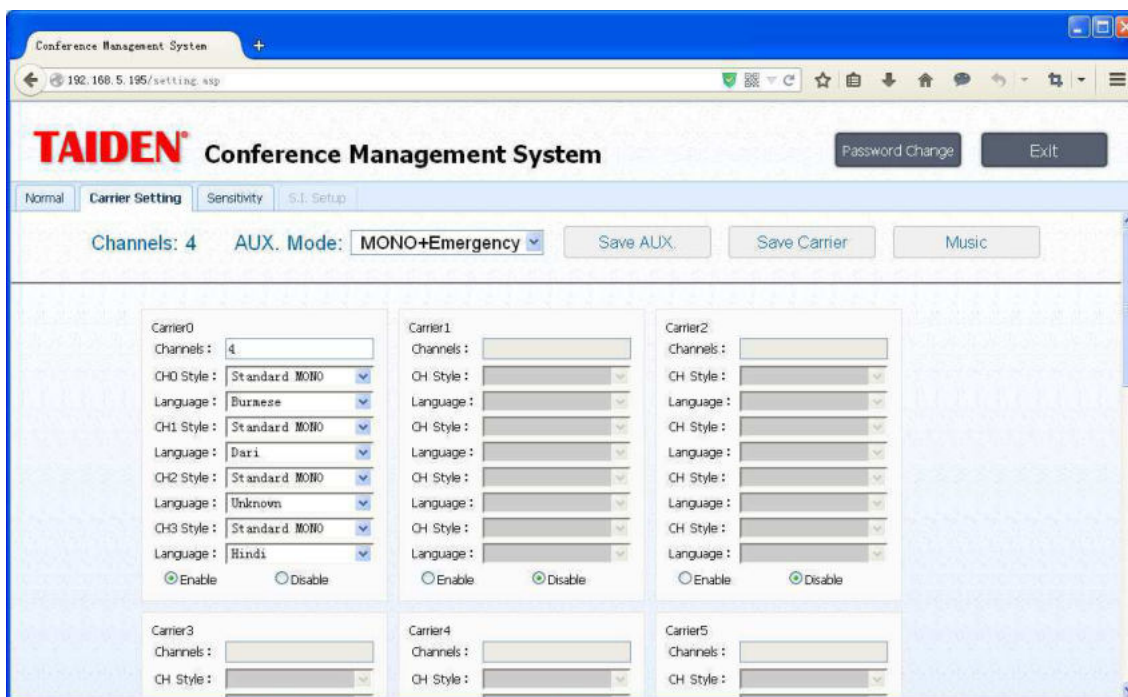 Conference Management System
192.168.5.195/setting.asp
TAIDEN® Conference Management System
Password Change
Exit
Normal
Carrier Setting
Sensitivity
S.I. Setup
Channels: 4
AUX. Mode: MONO+Emergency
Save AUX.
Save Carrier
Music
Carrier0
Channels: 4
CH0 Style: Standard MONO
Language: Burmese
CH1 Style: Standard MONO
Language: Dari
CH2 Style: Standard MONO
Language: Unknown
CH3 Style: Standard MONO
Language: Hindi
Enable Disable
Carrier1
Channels:
CH Style:
Language:
CH Style:
Language:
CH Style:
Language:
CH Style:
Language:
Enable Disable
Carrier2
Channels:
CH Style:
Language:
CH Style:
Language:
CH Style:
Language:
CH Style:
Language:
Enable Disable
Carrier3
Channels:
CH Style:
Carrier4
Channels:
CH Style:
Carrier5
Channels:
CH Style: